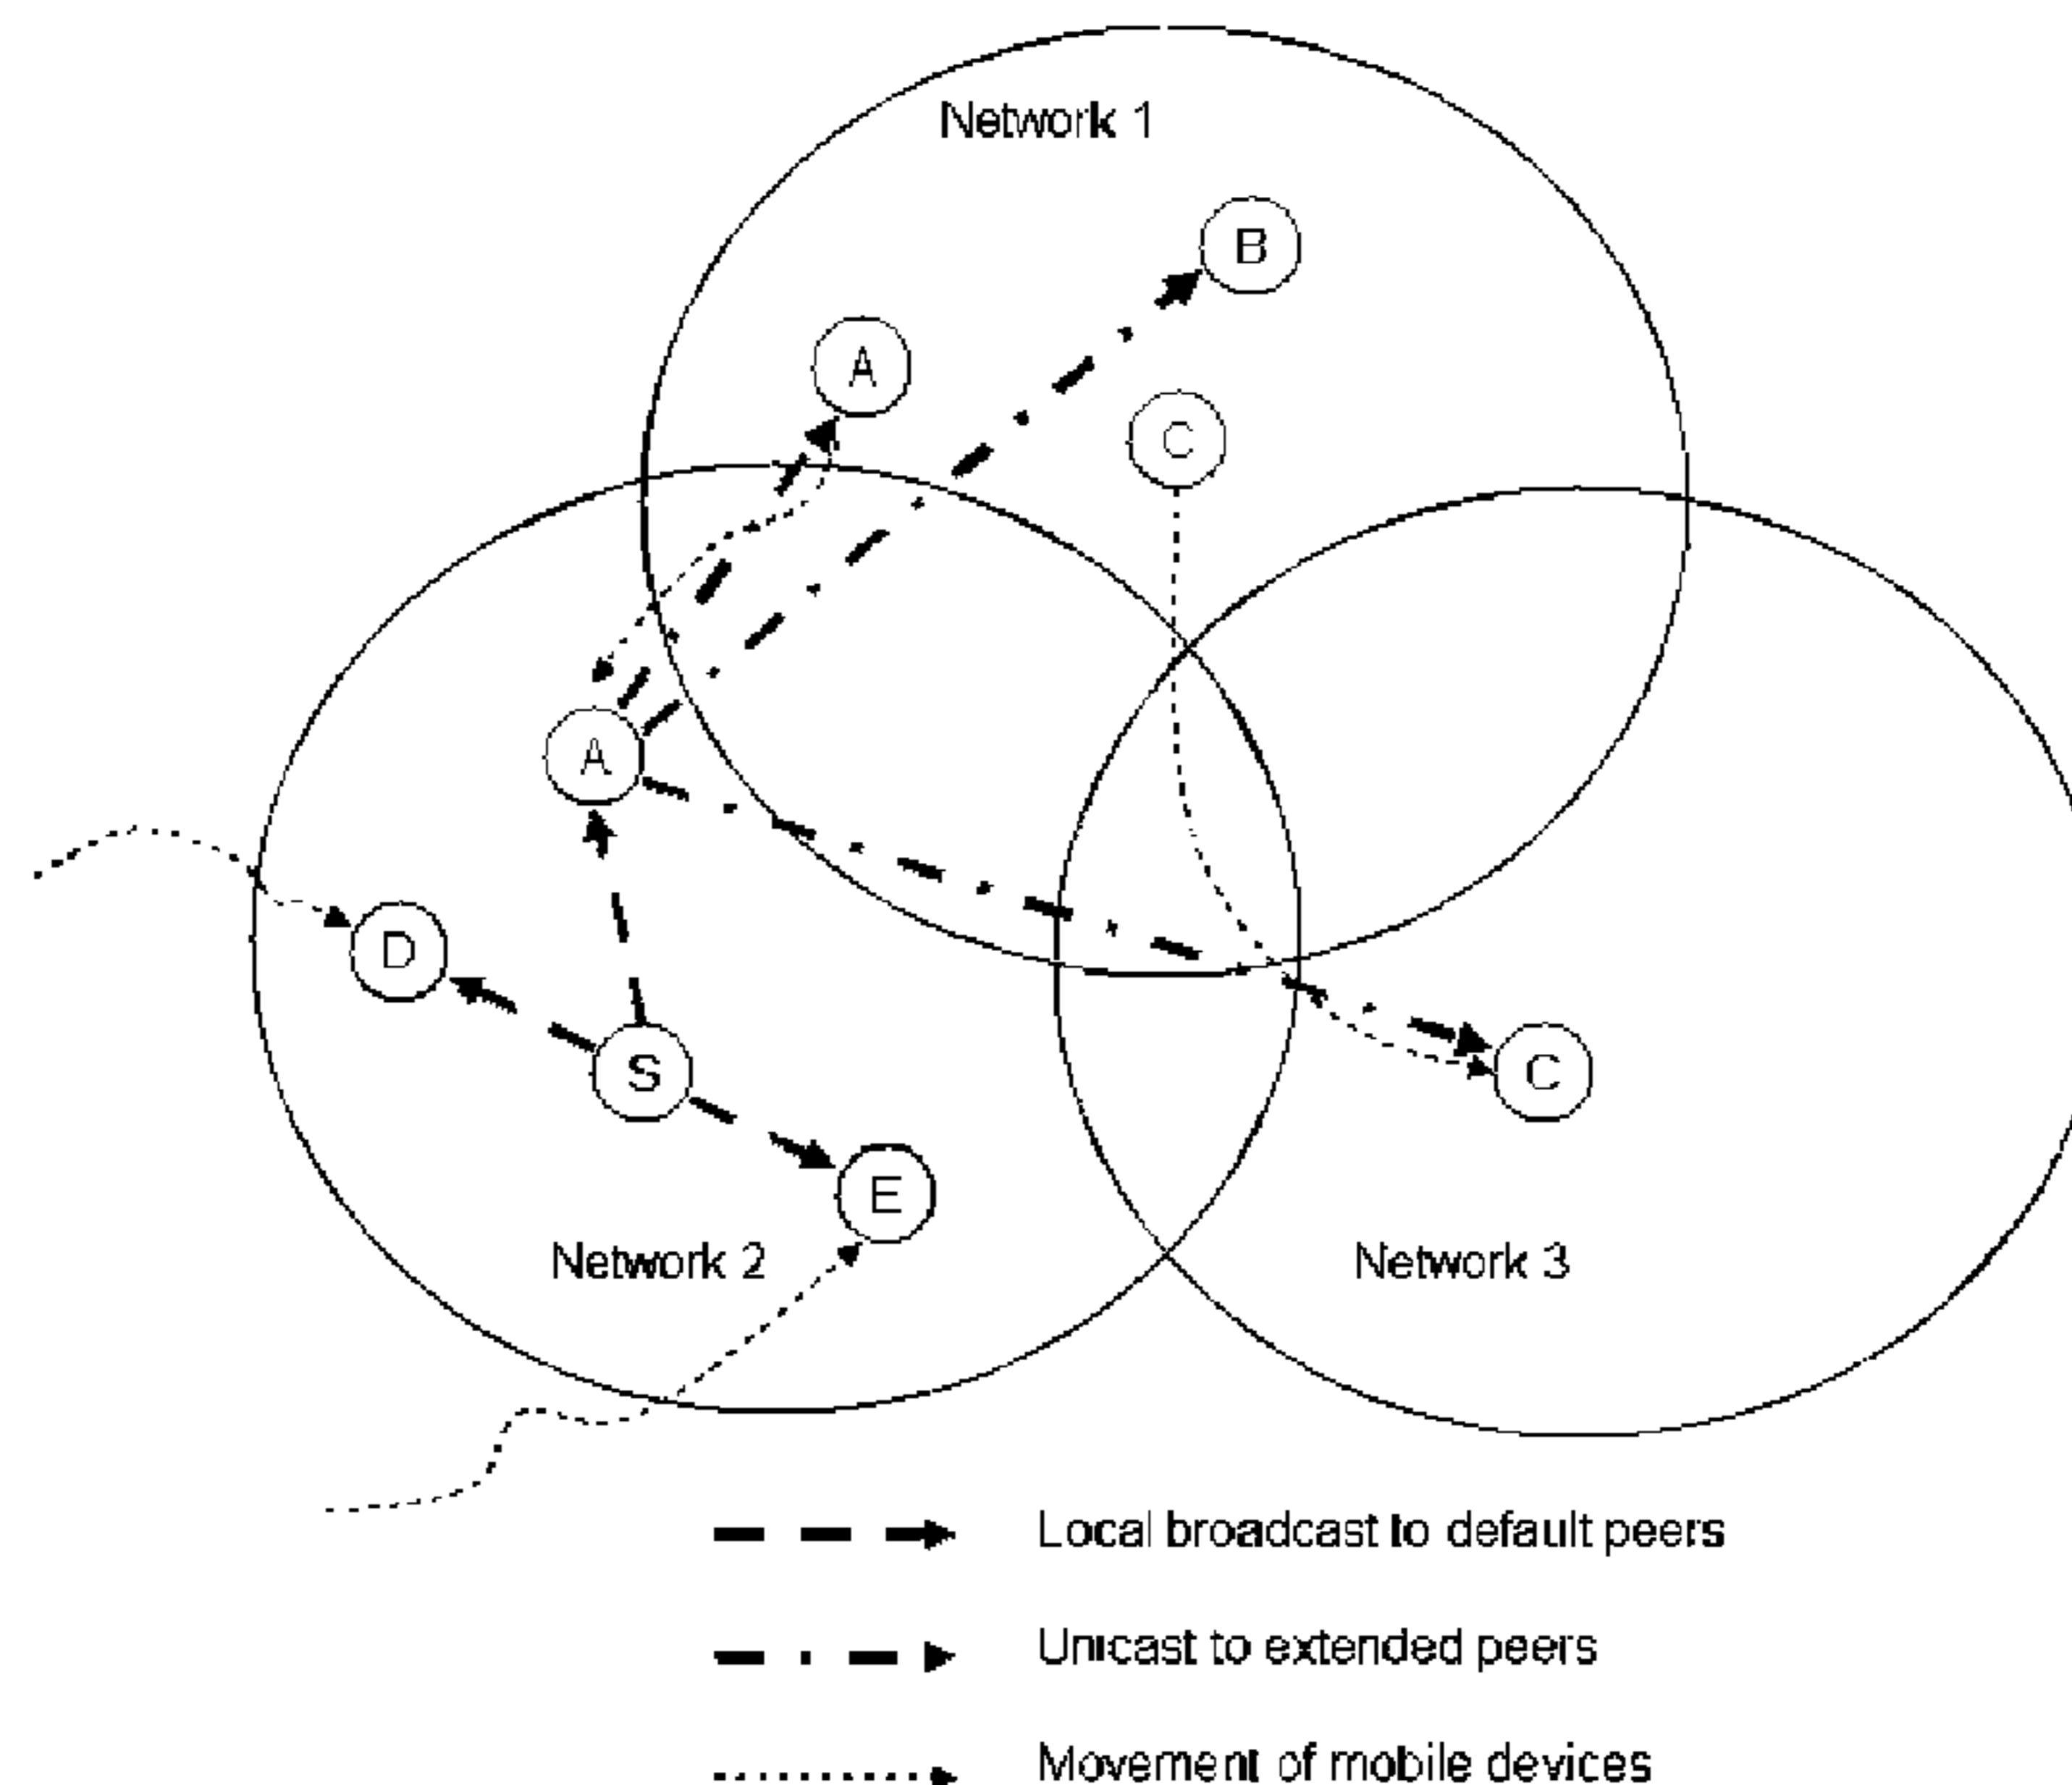 Network 1
B
A
C
A
D
S
C
E
Network 2
Network 3
Local broadcast to default peers
Unicast to extended peers
Movement of mobile devices